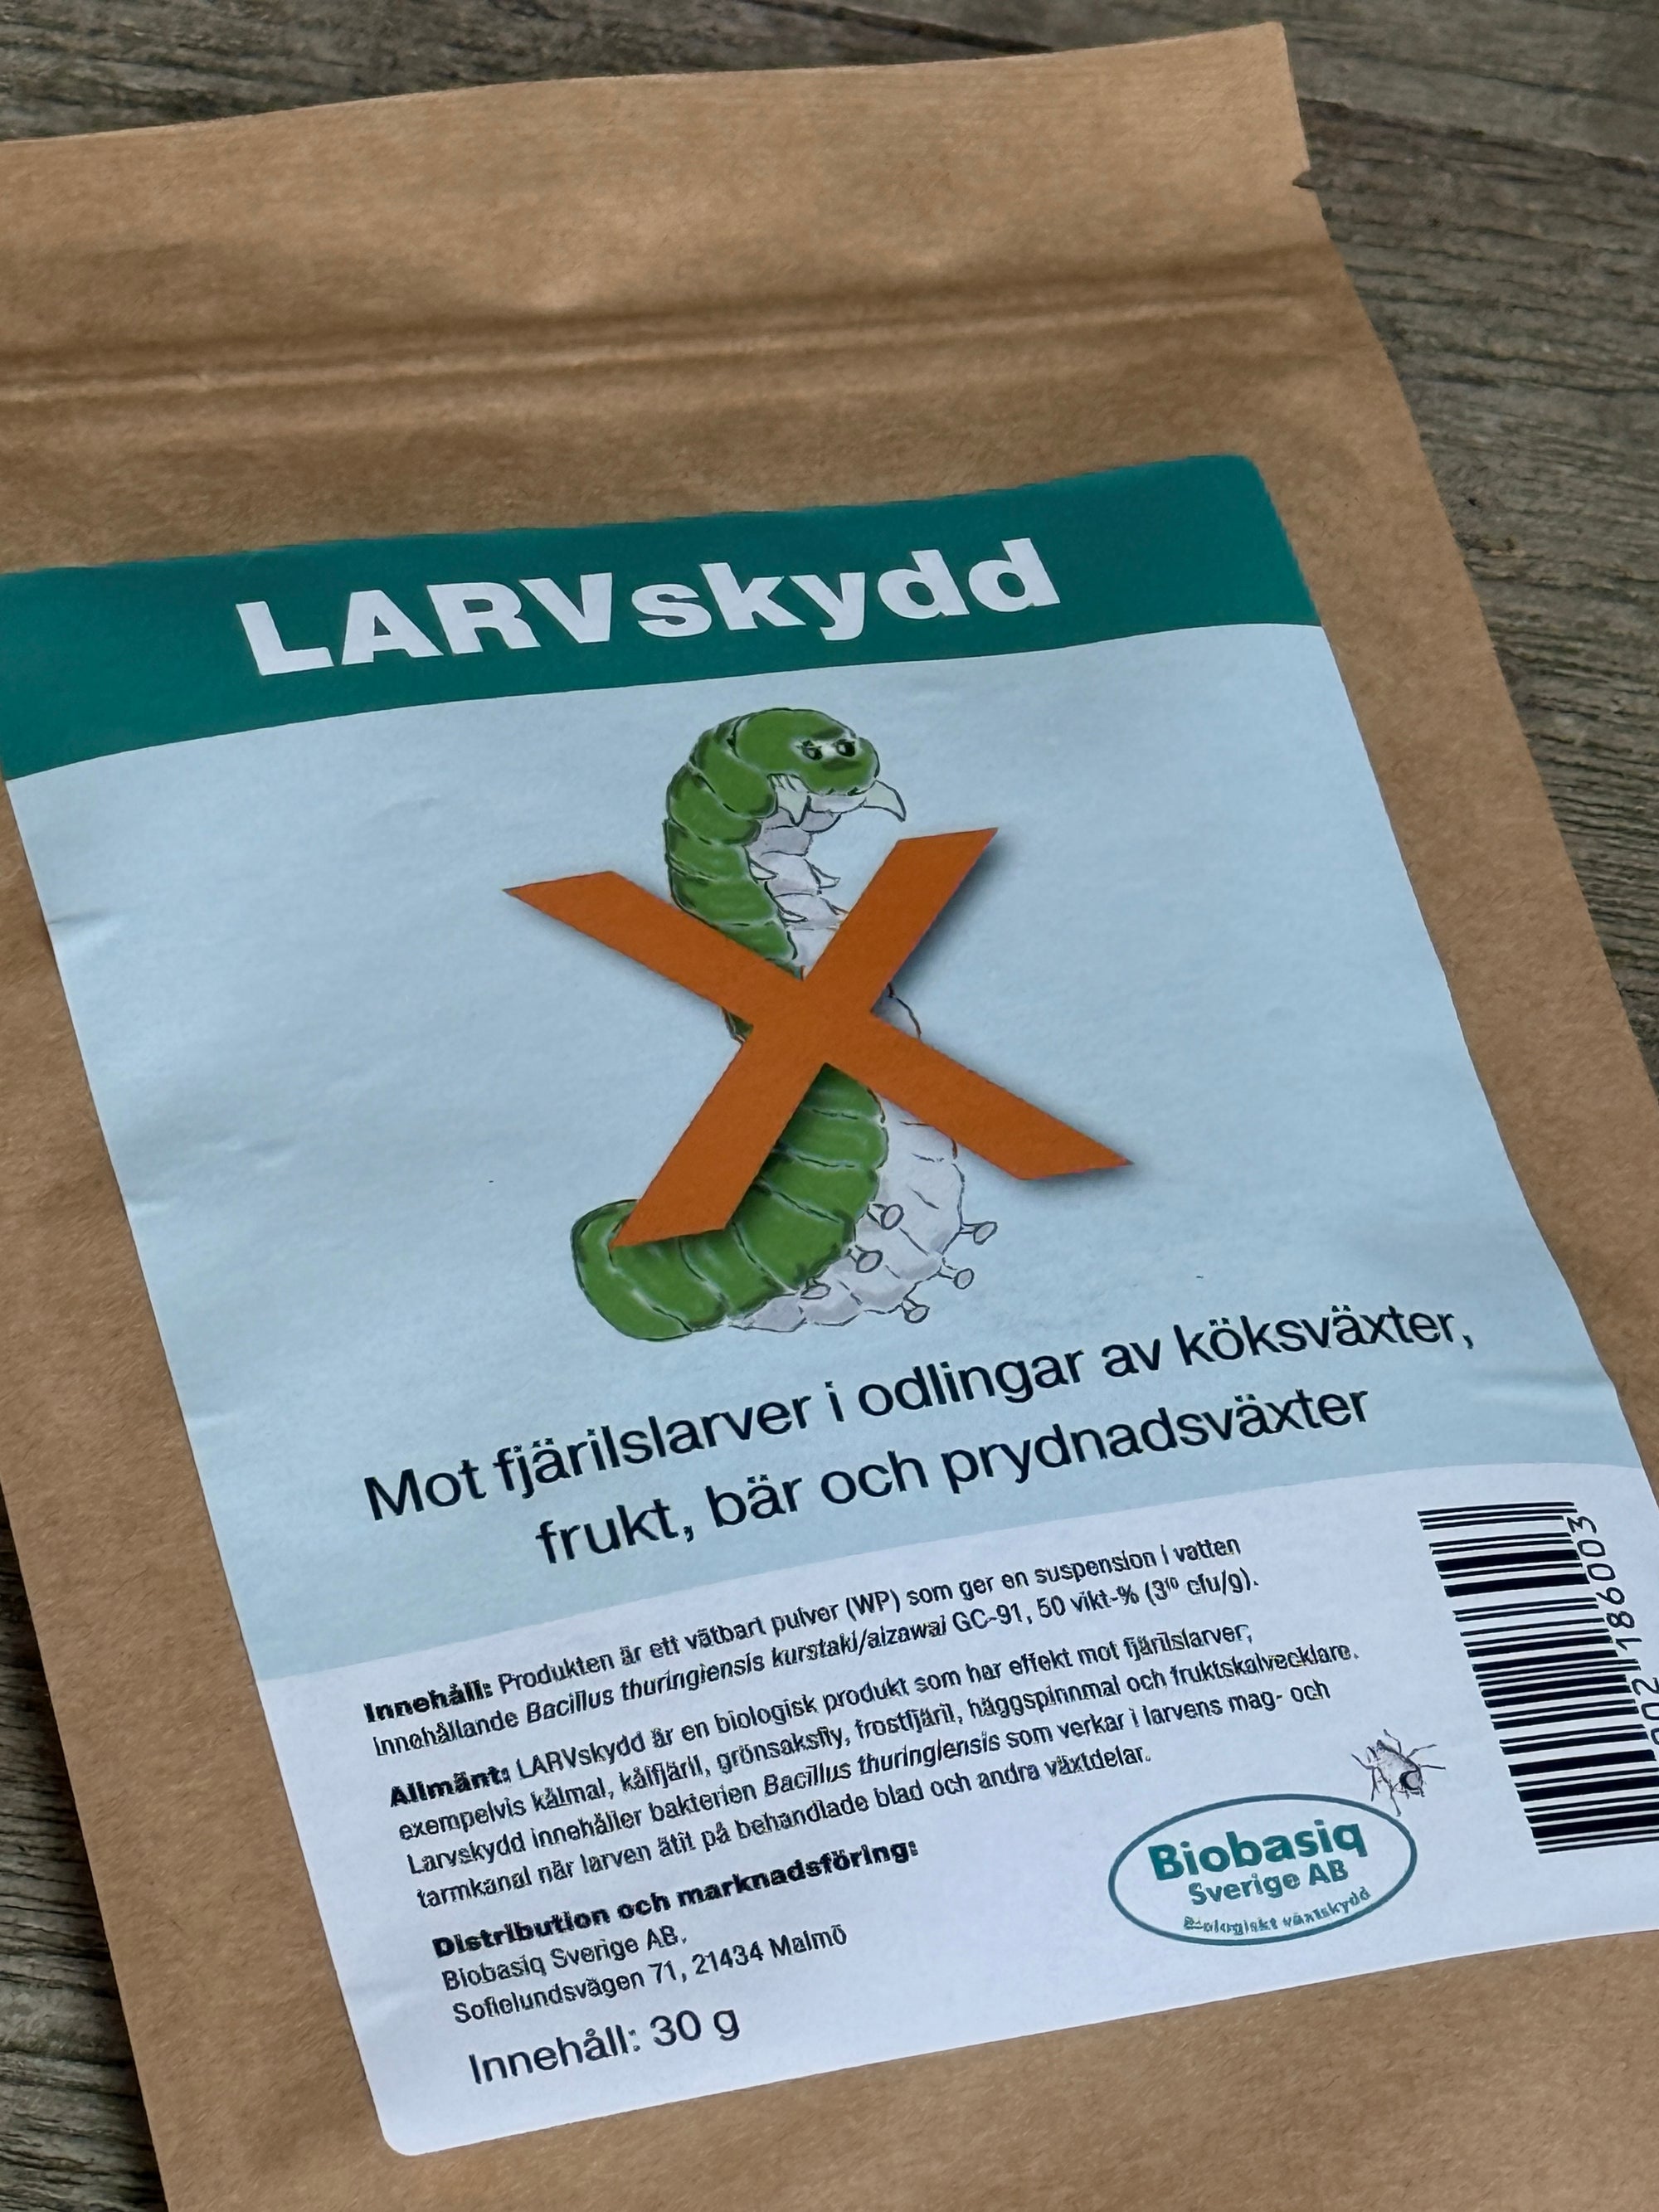 LARVskydd
Mot fjärilslarver i odlingar av köksväxter,
frukt, bär och prydnadsväxter
Innehåll: Produkten är ett vätbart pulver (WP) som ger en suspension i vatten
innehållande Bacillus thuringiensis kurstaki/aizawai GC-91, 50 vikt-% (3¹⁰ cfu/g).
Allmänt: LARVskydd är en biologisk produkt som har effekt mot fjärilslarver,
exempelvis kålmal, kålfjäril, grönsaksfly, frostfjäril, häggspinnmal och fruktskalvecklare.
Larvskydd innehåller bakterien Bacillus thuringiensis som verkar i larvens mag- och
tarmkanal när larven ätit på behandlade blad och andra växtdelar.
Distribution och marknadsföring:
Biobasiq Sverige AB,
Sofielundsvägen 71, 21434 Malmö
Innehåll: 30 g
Biobasiq
Sverige AB
Biologiskt växtskydd
186003